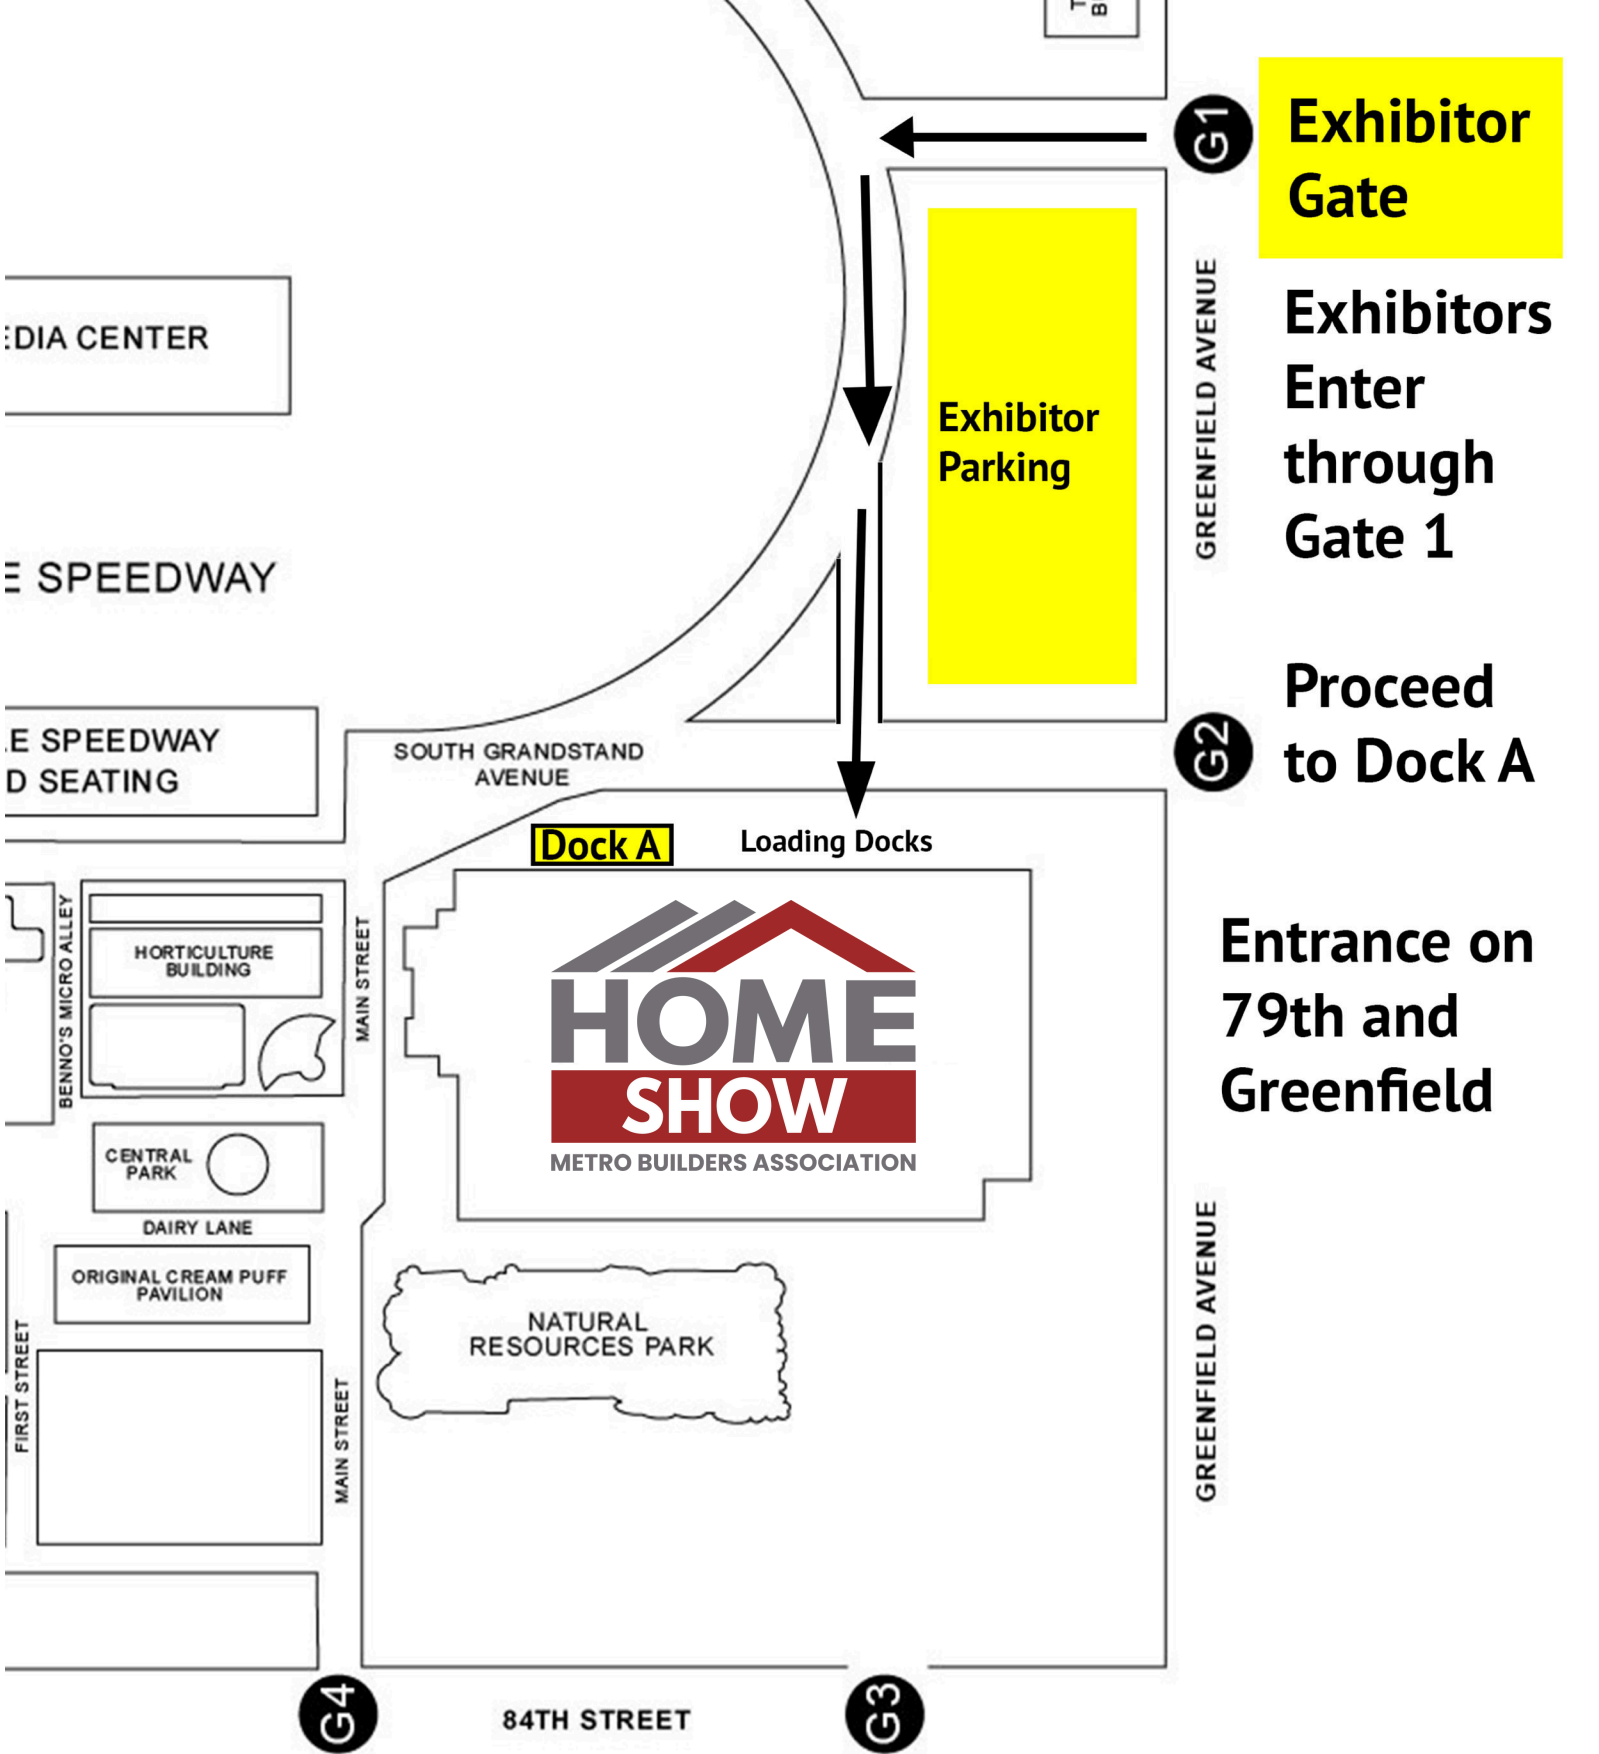 T
B
G1
Exhibitor
Gate
Exhibitors
Enter
through
Gate 1
GREENFIELD AVENUE
EDIA CENTER
Exhibitor
Parking
E SPEEDWAY
Proceed
to Dock A
G2
E SPEEDWAY
D SEATING
SOUTH GRANDSTAND
AVENUE
Dock A
Loading Docks
BENNO'S MICRO ALLEY
HORTICULTURE
BUILDING
MAIN STREET
HOME
SHOW
METRO BUILDERS ASSOCIATION
Entrance on
79th and
Greenfield
CENTRAL
PARK
DAIRY LANE
ORIGINAL CREAM PUFF
PAVILION
NATURAL
RESOURCES PARK
FIRST STREET
MAIN STREET
GREENFIELD AVENUE
G4
84TH STREET
G3